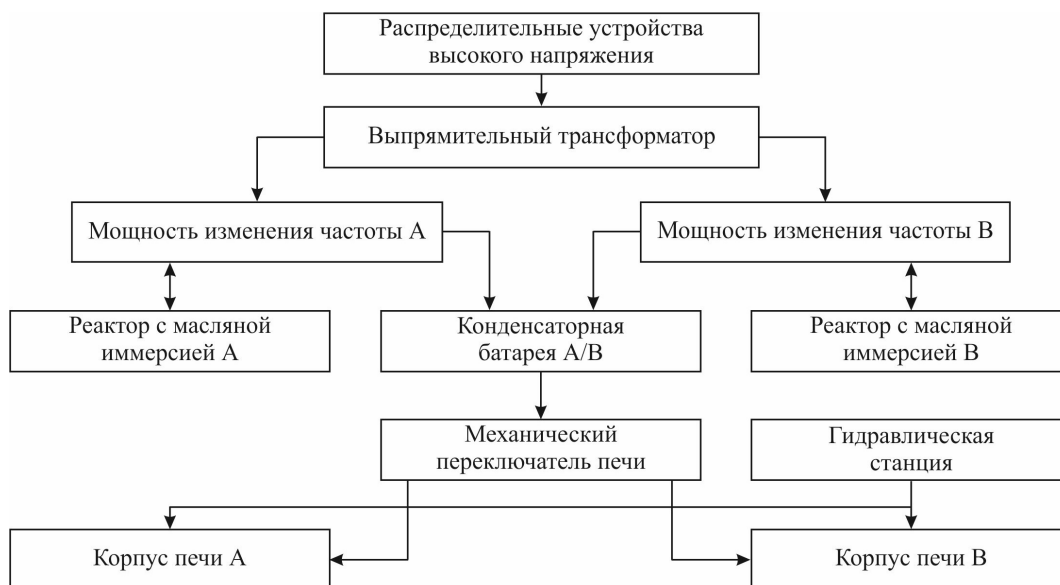 Распределительные устройства
высокого напряжения
Выпрямительный трансформатор
Мощность изменения частоты А
Мощность изменения частоты В
Реактор с масляной
иммерсией А
Конденсаторная
батарея А/В
Реактор с масляной
иммерсией В
Механический
переключатель печи
Гидравлическая
станция
Корпус печи А
Корпус печи В